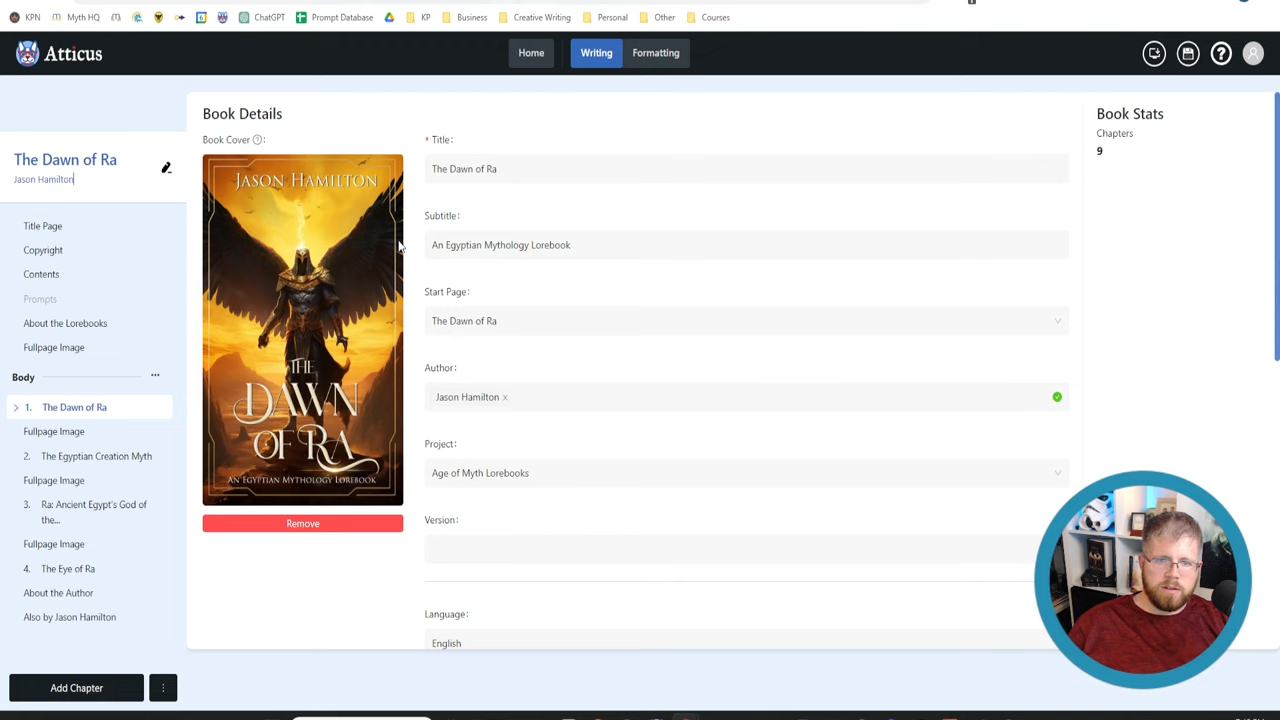 KPN
Myth HQ
ChatGPT
Prompt Database
KP
Business
Creative Writing
Personal
Other
Courses
Atticus
Home
Writing
Formatting
The Dawn of Ra
Jason Hamilton
Title Page
Copyright
Contents
Prompts
About the Lorebooks
Fullpage Image
Body
1. The Dawn of Ra
Fullpage Image
2. The Egyptian Creation Myth
Fullpage Image
3. Ra: Ancient Egypt's God of
the...
Fullpage Image
4. The Eye of Ra
About the Author
Also by Jason Hamilton
Add Chapter
Book Details
Book Cover ? :
JASON HAMILTON
THE
DAWN
OF RA
AN EGYPTIAN MYTHOLOGY LOREBOOK
Remove
* Title:
The Dawn of Ra
Subtitle:
An Egyptian Mythology Lorebook
Start Page:
The Dawn of Ra
Author:
Jason Hamilton x
Project:
Age of Myth Lorebooks
Version:
Language:
English
Book Stats
Chapters
9